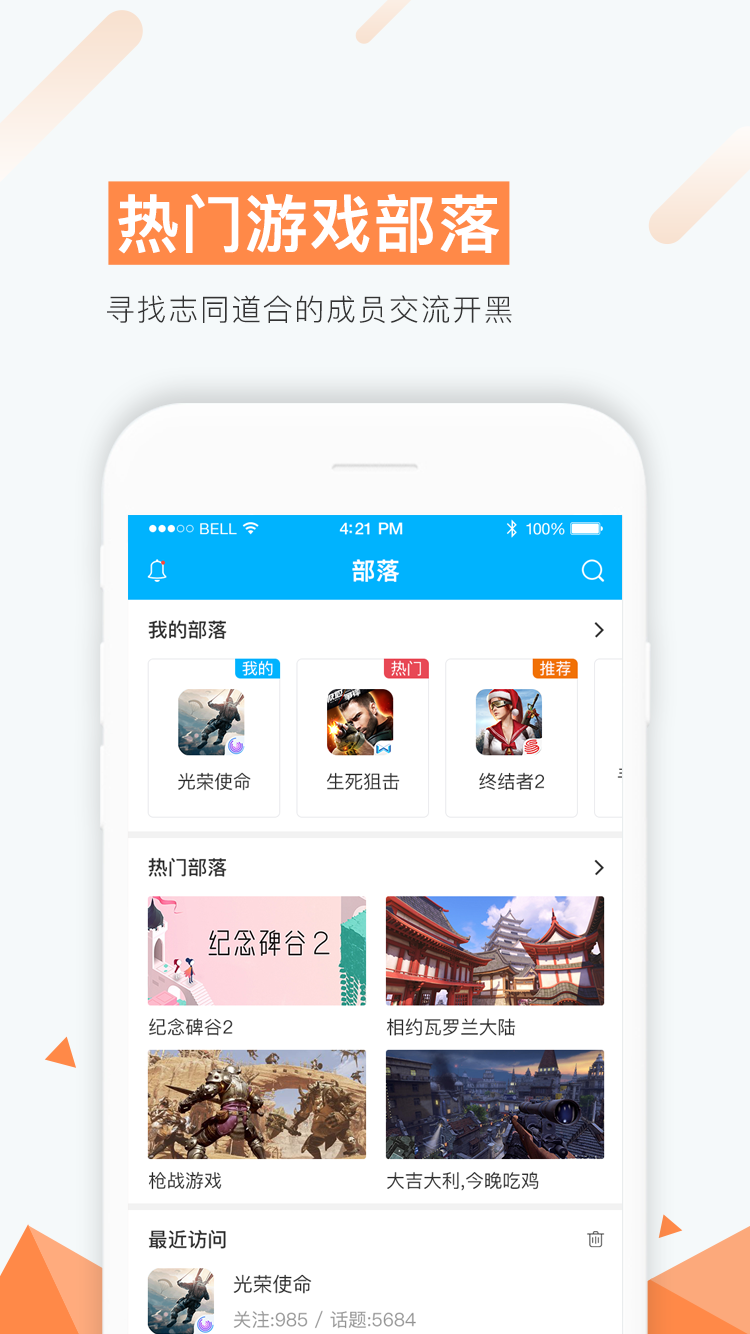 热门游戏部落
寻找志同道合的成员交流开黑
BELL 4:21 PM 100%
部落
我的部落
我的 热门 推荐
光荣使命 生死狙击 终结者2
热门部落
纪念碑谷2
纪念碑谷2 相约瓦罗兰大陆
枪战游戏 大吉大利,今晚吃鸡
最近访问
光荣使命
关注:985 / 话题:5684